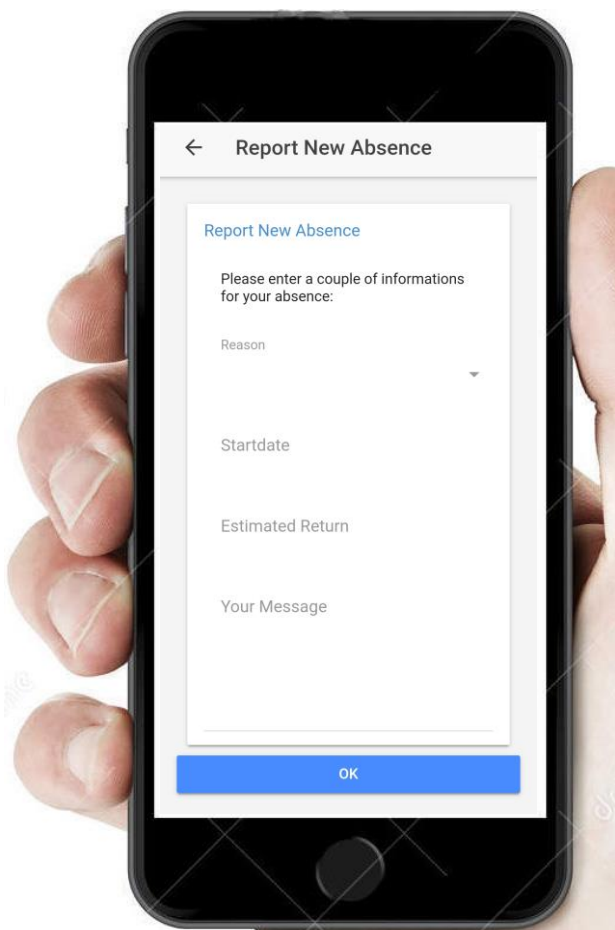 Report New Absence
Report New Absence
Please enter a couple of informations
for your absence:
Reason
Startdate
Estimated Return
Your Message
OK